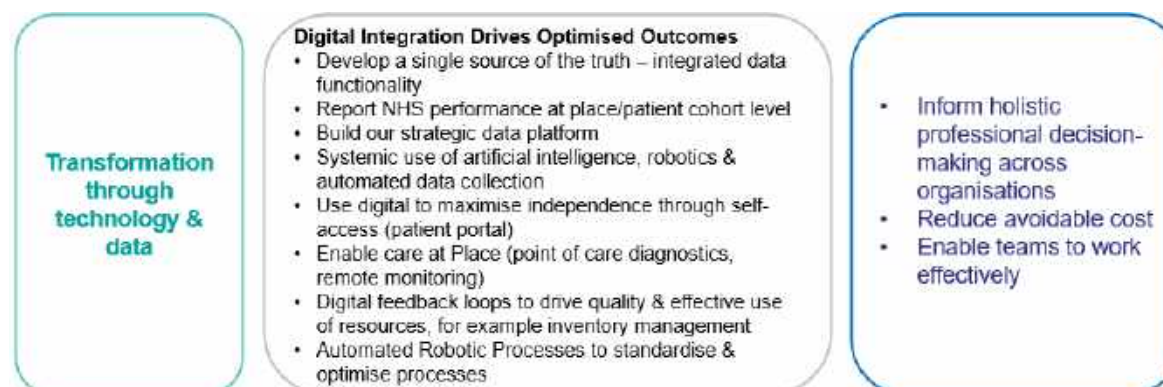 Transformation
through
technology &
data
Digital Integration Drives Optimised Outcomes
• Develop a single source of the truth – integrated data
functionality
• Report NHS performance at place/patient cohort level
• Build our strategic data platform
• Systemic use of artificial intelligence, robotics &
automated data collection
• Use digital to maximise independence through self-
access (patient portal)
• Enable care at Place (point of care diagnostics,
remote monitoring)
• Digital feedback loops to drive quality & effective use
of resources, for example inventory management
• Automated Robotic Processes to standardise &
optimise processes
• Inform holistic
professional decision-
making across
organisations
• Reduce avoidable cost
• Enable teams to work
effectively